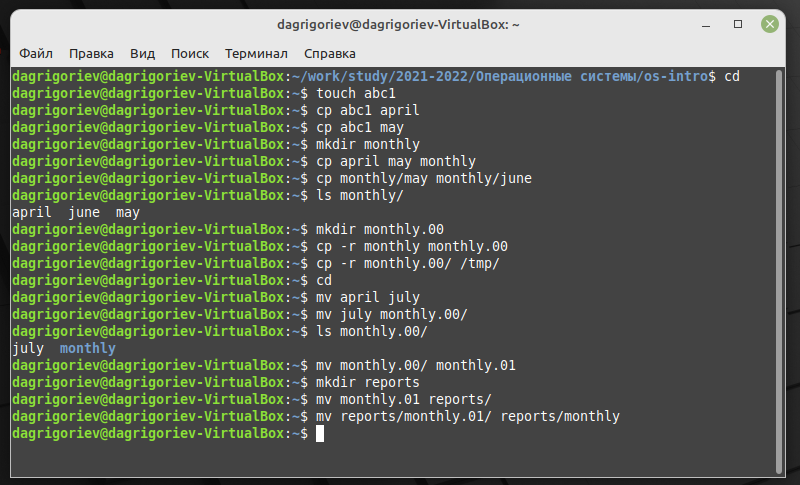 dagrigoriev@dagrigoriev-VirtualBox: ~
Файл Правка Вид Поиск Терминал Справка
dagrigoriev@dagrigoriev-VirtualBox:~/work/study/2021-2022/Операционные системы/os-intro$ cd
dagrigoriev@dagrigoriev-VirtualBox:~$ touch abc1
dagrigoriev@dagrigoriev-VirtualBox:~$ cp abc1 april
dagrigoriev@dagrigoriev-VirtualBox:~$ cp abc1 may
dagrigoriev@dagrigoriev-VirtualBox:~$ mkdir monthly
dagrigoriev@dagrigoriev-VirtualBox:~$ cp april may monthly
dagrigoriev@dagrigoriev-VirtualBox:~$ cp monthly/may monthly/june
dagrigoriev@dagrigoriev-VirtualBox:~$ ls monthly/
april  june  may
dagrigoriev@dagrigoriev-VirtualBox:~$ mkdir monthly.00
dagrigoriev@dagrigoriev-VirtualBox:~$ cp -r monthly monthly.00
dagrigoriev@dagrigoriev-VirtualBox:~$ cp -r monthly.00/ /tmp/
dagrigoriev@dagrigoriev-VirtualBox:~$ cd
dagrigoriev@dagrigoriev-VirtualBox:~$ mv april july
dagrigoriev@dagrigoriev-VirtualBox:~$ mv july monthly.00/
dagrigoriev@dagrigoriev-VirtualBox:~$ ls monthly.00/
july  monthly
dagrigoriev@dagrigoriev-VirtualBox:~$ mv monthly.00/ monthly.01
dagrigoriev@dagrigoriev-VirtualBox:~$ mkdir reports
dagrigoriev@dagrigoriev-VirtualBox:~$ mv monthly.01 reports/
dagrigoriev@dagrigoriev-VirtualBox:~$ mv reports/monthly.01/ reports/monthly
dagrigoriev@dagrigoriev-VirtualBox:~$